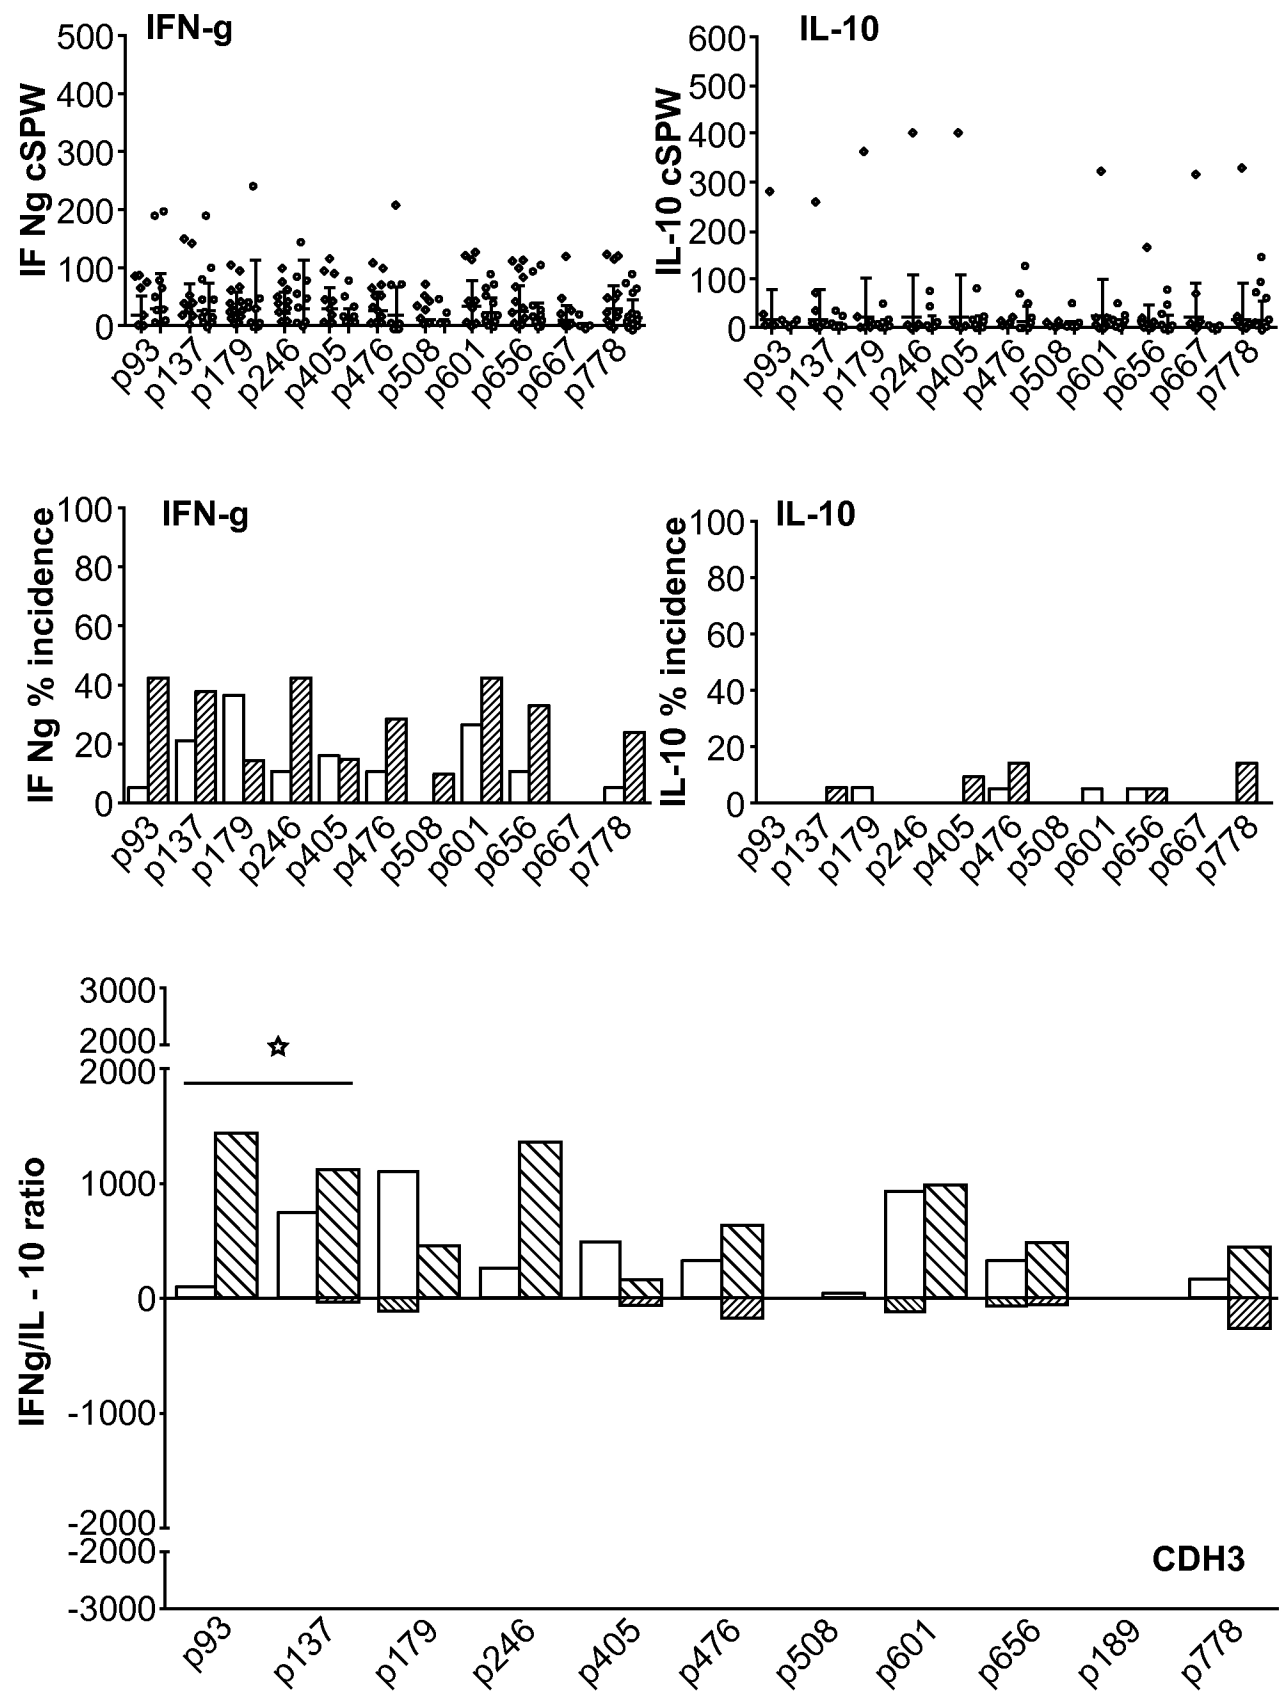 IFN-g
IF Ng cSPW
500
400
300
200
100
0
p93 p137 p179 p246 p405 p476 p508 p601 p656 p667 p778
IL-10
IL-10 cSPW
600
500
400
300
200
100
0
p93 p137 p179 p246 p405 p476 p508 p601 p656 p667 p778
IFN-g
IF Ng % incidence
100
80
60
40
20
0
p93 p137 p179 p246 p405 p476 p508 p601 p656 p667 p778
IL-10
IL-10 % incidence
100
80
60
40
20
0
p93 p137 p179 p246 p405 p476 p508 p601 p656 p667 p778
IFNg/IL - 10 ratio
3000
2000
2000
1000
0
-1000
-2000
-2000
-3000
CDH3
p93 p137 p179 p246 p405 p476 p508 p601 p656 p189 p778